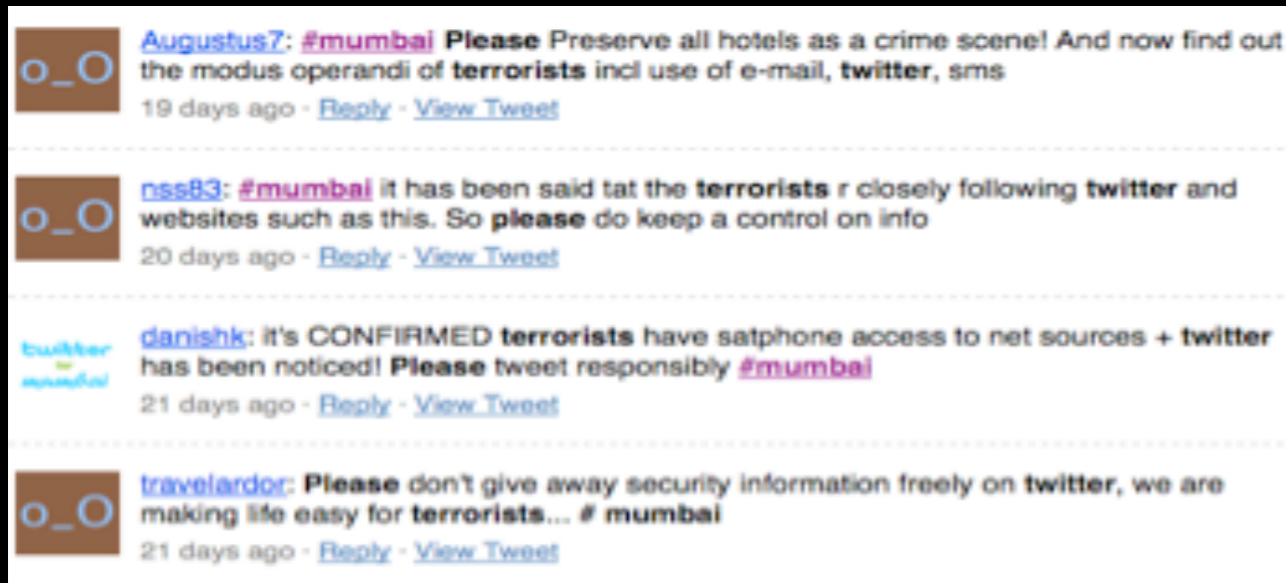 o_O
Augustus7: #mumbai Please Preserve all hotels as a crime scene! And now find out
the modus operandi of terrorists incl use of e-mail, twitter, sms
19 days ago · Reply · View Tweet
o_O
nss83: #mumbai it has been said tat the terrorists r closely following twitter and
websites such as this. So please do keep a control on info
20 days ago · Reply · View Tweet
twitter
mumbai
danishk: it's CONFIRMED terrorists have satphone access to net sources + twitter
has been noticed! Please tweet responsibly #mumbai
21 days ago · Reply · View Tweet
o_O
travelardor: Please don't give away security information freely on twitter, we are
making life easy for terrorists... # mumbai
21 days ago · Reply · View Tweet